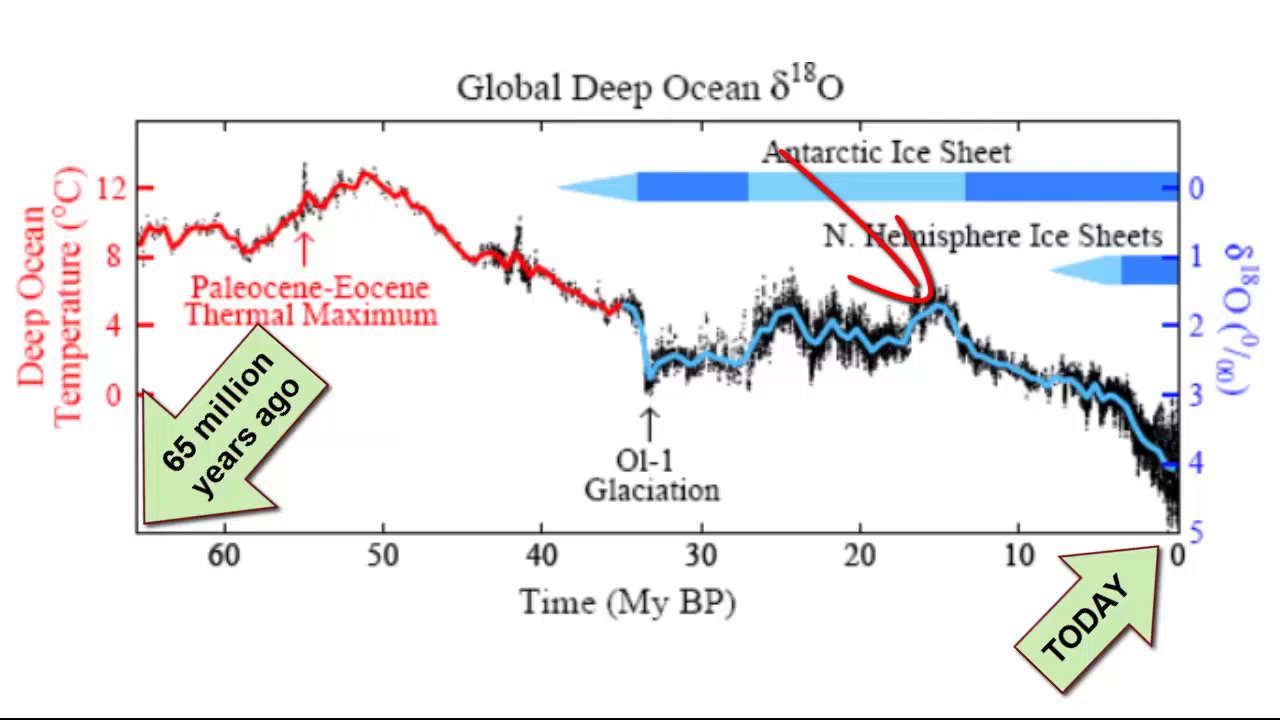 Global Deep Ocean δ¹⁸O
Antarctic Ice Sheet
N. Hemisphere Ice Sheets
Deep Ocean
Temperature (°C)
12
8
4
0
Paleocene-Eocene
Thermal Maximum
Ol-1
Glaciation
0
1
2
3
4
5
δ¹⁸O (⁰/₀₀)
65 million
years ago
60
50
40
30
20
10
0
Time (My BP)
TODAY